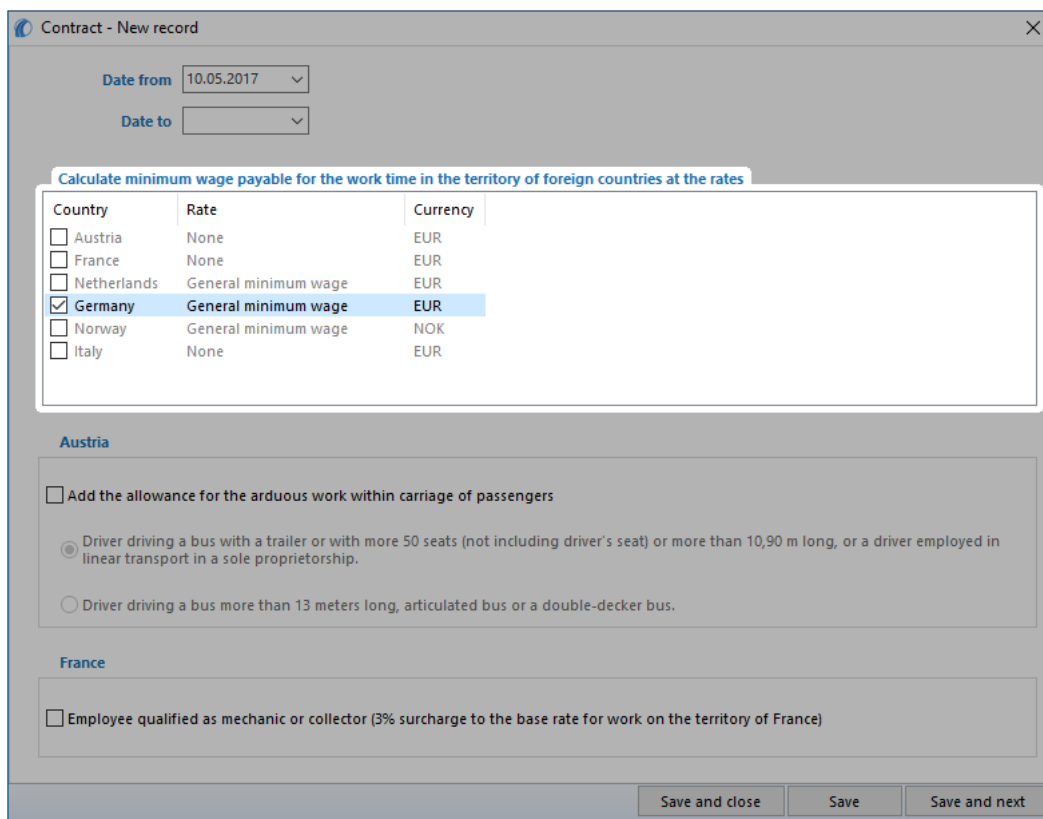 Contract - New record
Date from 10.05.2017
Date to
Calculate minimum wage payable for the work time in the territory of foreign countries at the rates
Country Rate Currency
Austria None EUR
France None EUR
Netherlands General minimum wage EUR
Germany General minimum wage EUR
Norway General minimum wage NOK
Italy None EUR
Austria
Add the allowance for the arduous work within carriage of passengers
Driver driving a bus with a trailer or with more 50 seats (not including driver's seat) or more than 10,90 m long, or a driver employed in
linear transport in a sole proprietorship.
Driver driving a bus more than 13 meters long, articulated bus or a double-decker bus.
France
Employee qualified as mechanic or collector (3% surcharge to the base rate for work on the territory of France)
Save and close Save Save and next